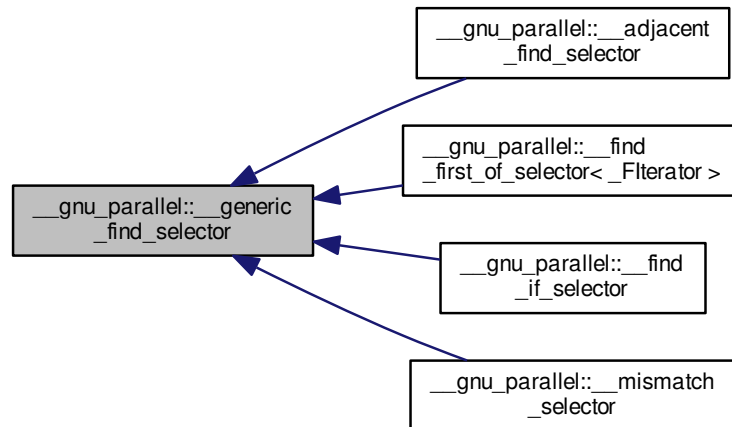 __gnu_parallel::__adjacent
_find_selector
__gnu_parallel::__find
_first_of_selector< _FIterator >
__gnu_parallel::__generic
_find_selector
__gnu_parallel::__find
_if_selector
__gnu_parallel::__mismatch
_selector